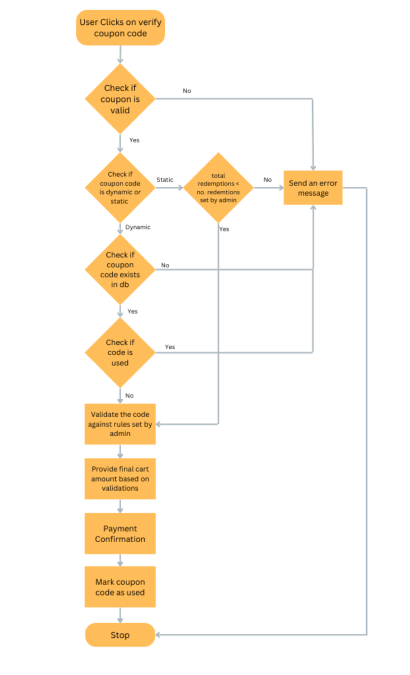 User Clicks on verify
coupon code
Check if
coupon is
valid
No
Yes
Check if
coupon code
is dynamic or
static
Static
total
redemptions <
no. redemtions
set by admin
No
Send an error
message
Dynamic
Yes
Check if
coupon
code exists
in db
No
Yes
Check if
code is
used
Yes
No
Validate the code
against rules set by
admin
Provide final cart
amount based on
validations
Payment
Confirmation
Mark coupon
code as used
Stop